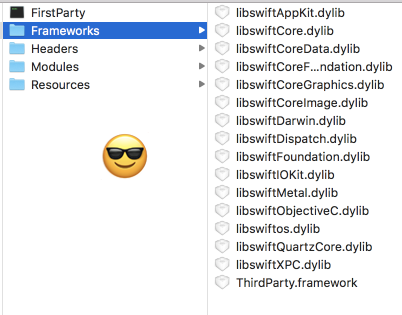 FirstParty
Frameworks
Headers
Modules
Resources
libswiftAppKit.dylib
libswiftCore.dylib
libswiftCoreData.dylib
libswiftCoreF...ndation.dylib
libswiftCoreGraphics.dylib
libswiftCoreImage.dylib
libswiftDarwin.dylib
libswiftDispatch.dylib
libswiftFoundation.dylib
libswiftIOKit.dylib
libswiftMetal.dylib
libswiftObjectiveC.dylib
libswiftos.dylib
libswiftQuartzCore.dylib
libswiftXPC.dylib
ThirdParty.framework